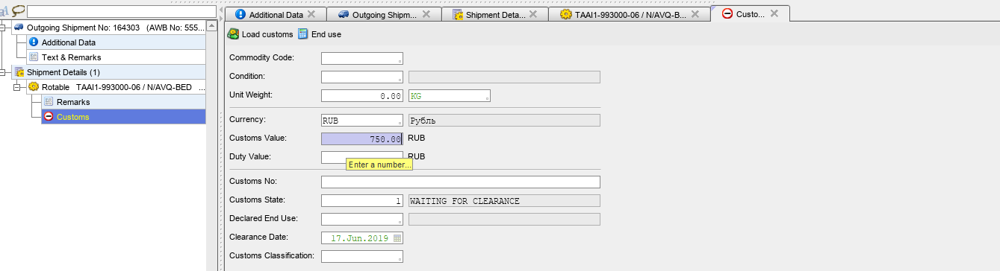 Outgoing Shipment No: 164303 (AWB No: 555...
Additional Data
Text & Remarks
Shipment Details (1)
Rotable TAAI1-993000-06 / N/AVQ-BED ...
Remarks
Customs
Additional Data
Outgoing Shipm...
Shipment Deta...
TAAI1-993000-06 / N/AVQ-B...
Custo...
Load customs
End use
Commodity Code:
Condition:
Unit Weight: 0.00 KG
Currency: RUB Рубль
Customs Value: 750.00 RUB
Duty Value: RUB
Enter a number...
Customs No:
Customs State: 1 WAITING FOR CLEARANCE
Declared End Use:
Clearance Date: 17.Jun.2019
Customs Classification: